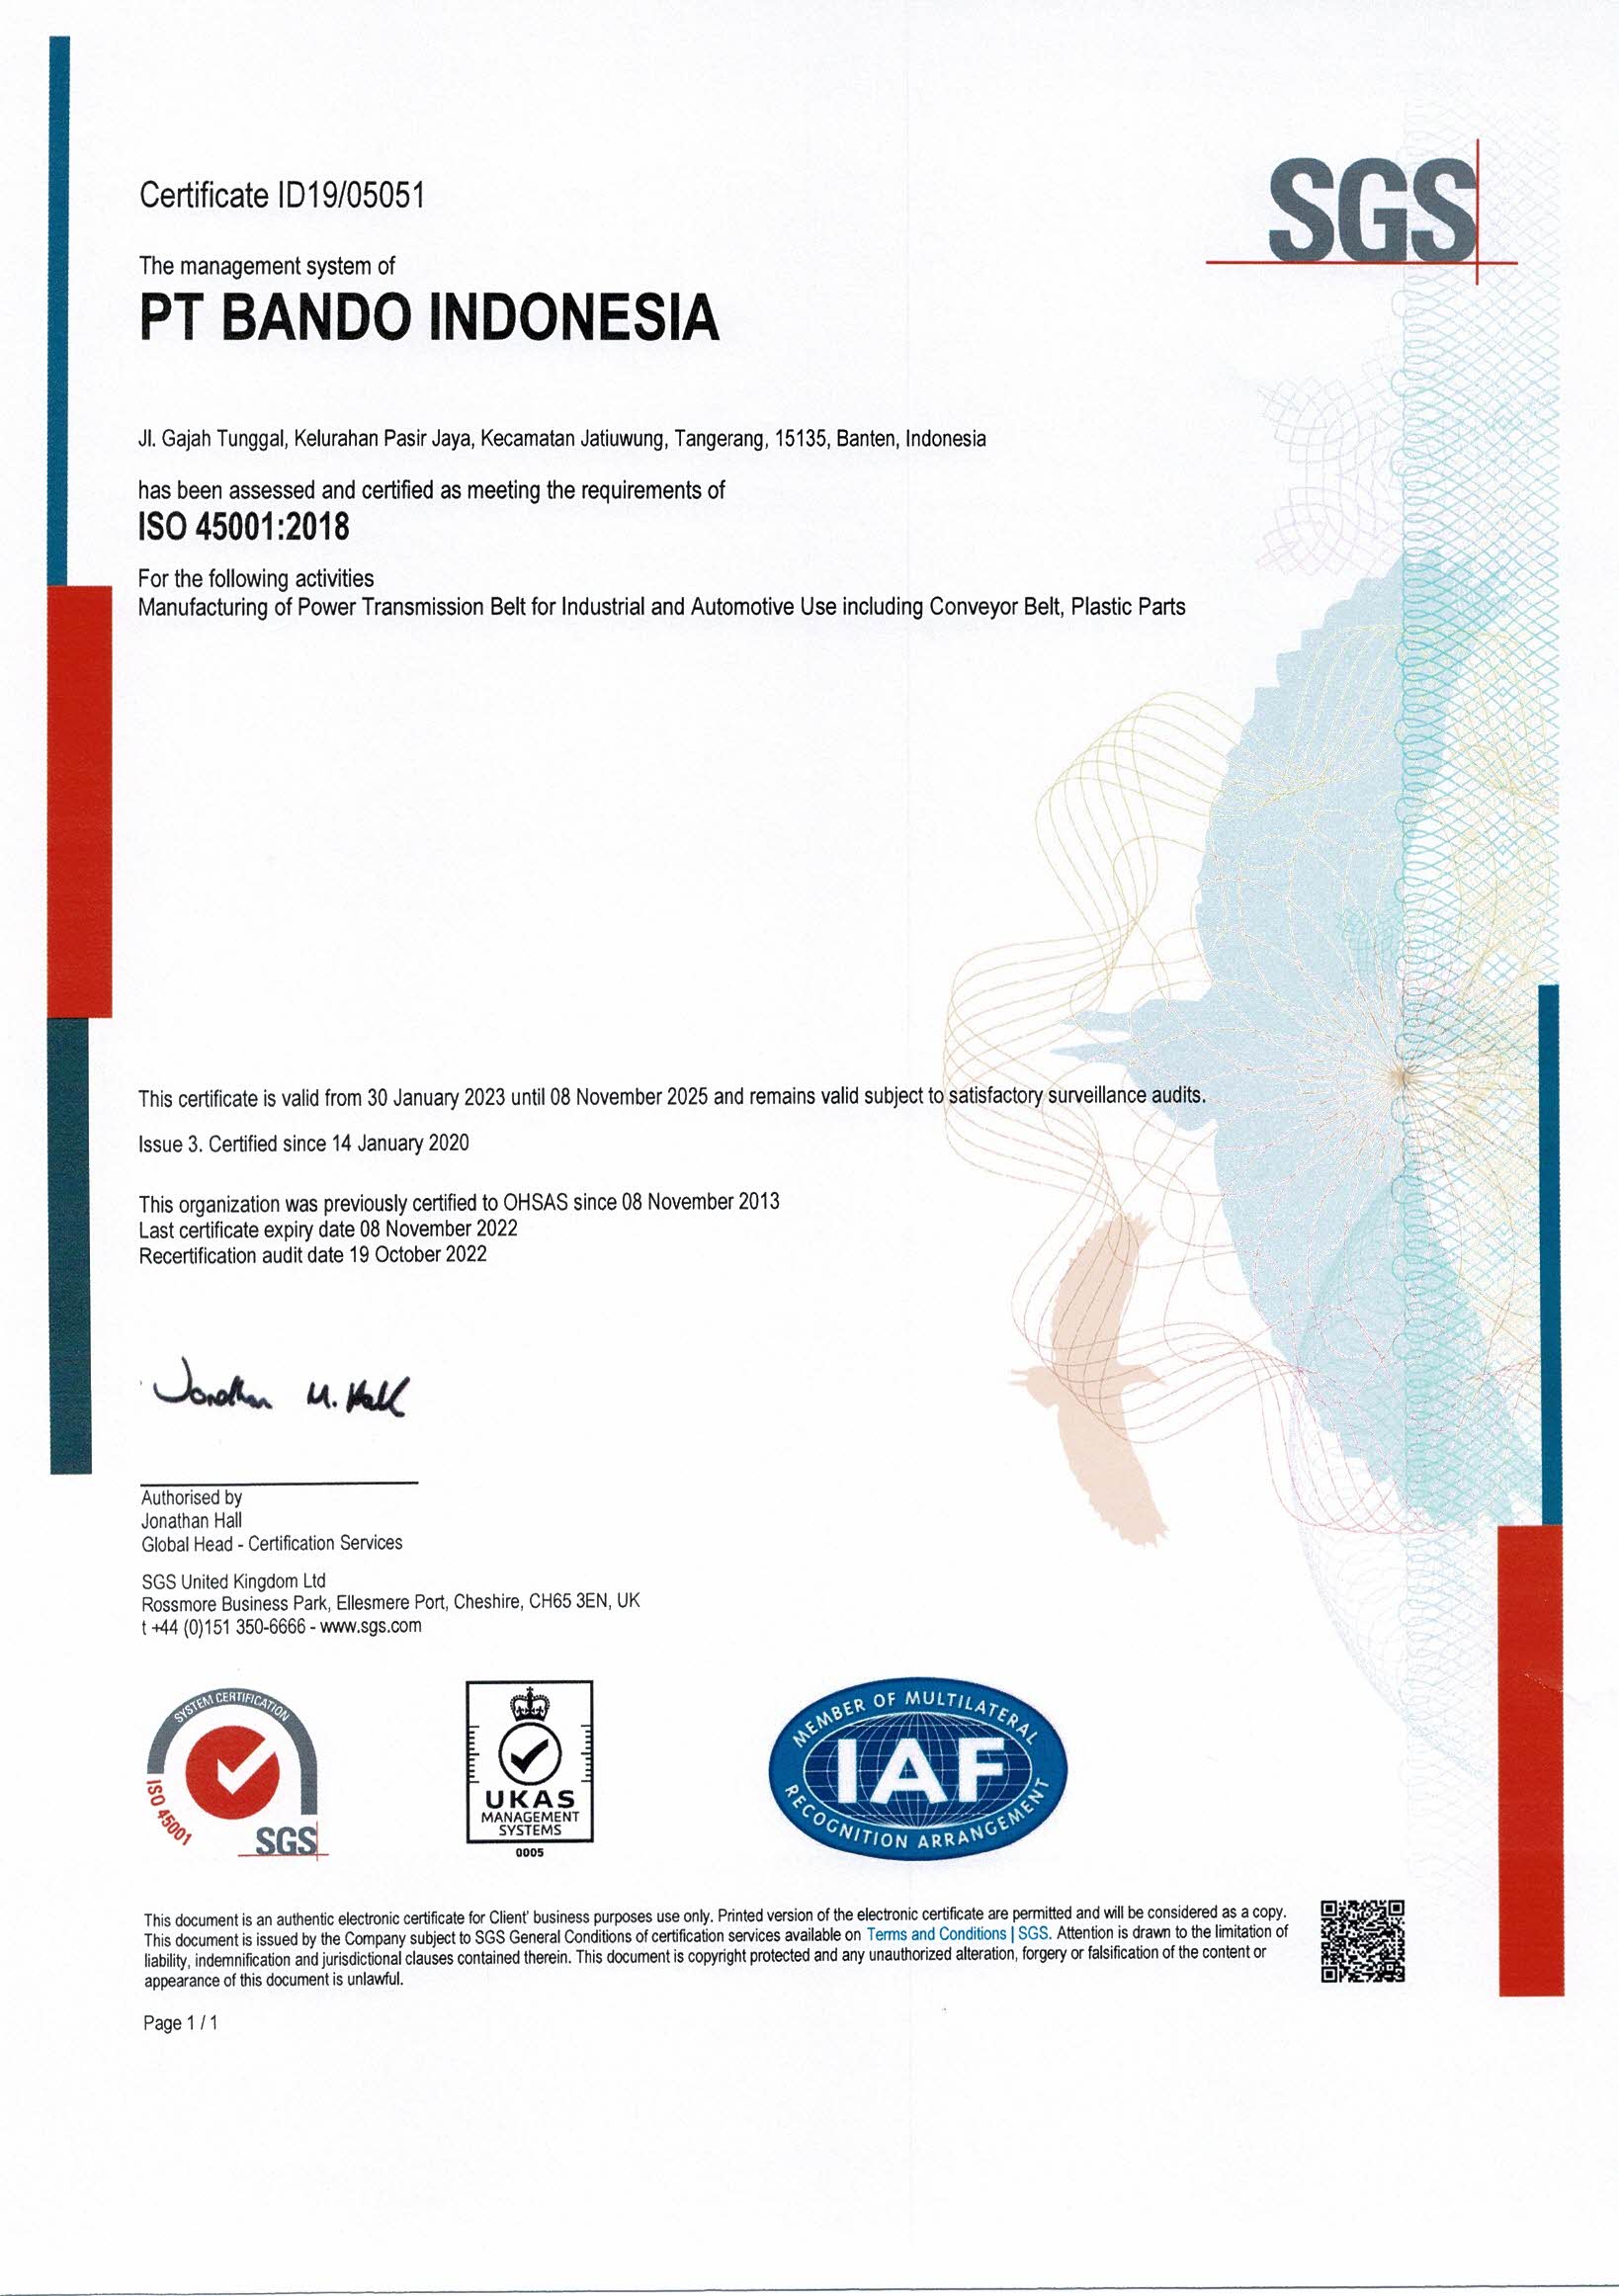 SGS
Certificate ID19/05051
The management system of
PT BANDO INDONESIA
Jl. Gajah Tunggal, Kelurahan Pasir Jaya, Kecamatan Jatiuwung, Tangerang, 15135, Banten, Indonesia
has been assessed and certified as meeting the requirements of
ISO 45001:2018
For the following activities
Manufacturing of Power Transmission Belt for Industrial and Automotive Use including Conveyor Belt, Plastic Parts
This certificate is valid from 30 January 2023 until 08 November 2025 and remains valid subject to satisfactory surveillance audits.
Issue 3. Certified since 14 January 2020
This organization was previously certified to OHSAS since 08 November 2013
Last certificate expiry date 08 November 2022
Recertification audit date 19 October 2022
Jonathan M. Hall
Authorised by
Jonathan Hall
Global Head - Certification Services
SGS United Kingdom Ltd
Rossmore Business Park, Ellesmere Port, Cheshire, CH65 3EN, UK
t +44 (0)151 350-6666 - www.sgs.com
SYSTEM CERTIFICATION
ISO 45001
SGS
UKAS
MANAGEMENT
SYSTEMS
0005
MEMBER OF MULTILATERAL
IAF
RECOGNITION ARRANGEMENT
This document is an authentic electronic certificate for Client' business purposes use only. Printed version of the electronic certificate are permitted and will be considered as a copy.
This document is issued by the Company subject to SGS General Conditions of certification services available on Terms and Conditions | SGS. Attention is drawn to the limitation of
liability, indemnification and jurisdictional clauses contained therein. This document is copyright protected and any unauthorized alteration, forgery or falsification of the content or
appearance of this document is unlawful.
Page 1 / 1